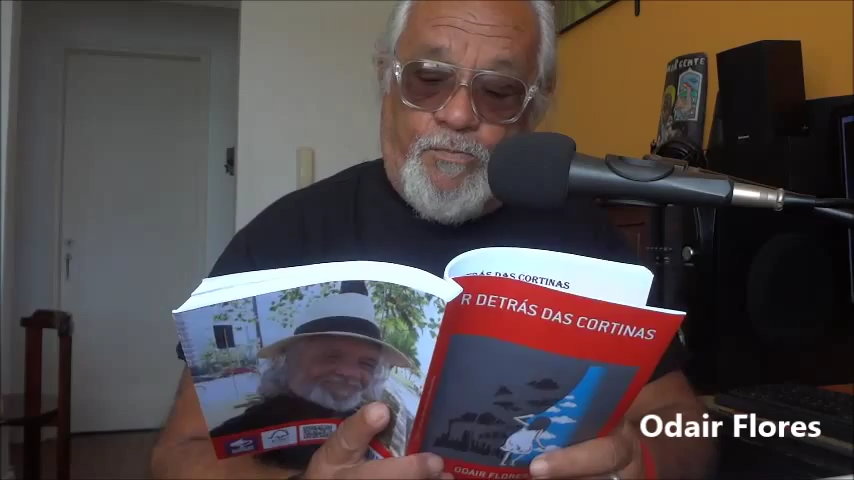 TRÁS DAS CORTINAS
R DETRÁS DAS CORTINAS
ODAIR FLORES
Odair Flores